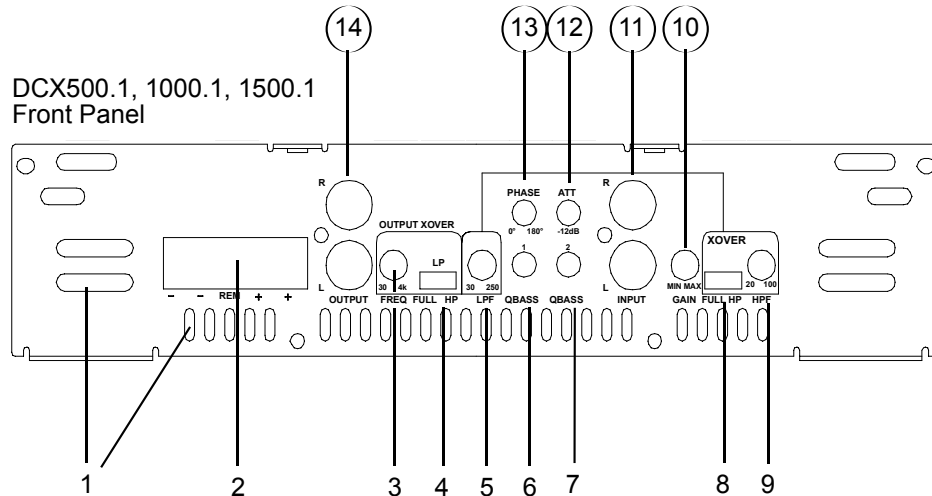 14 13 12 11 10
DCX500.1, 1000.1, 1500.1
Front Panel
R PHASE ATT R
OUTPUT XOVER 0° 180° -12dB XOVER
LP 1 2
30 4k 30 250 MIN MAX 20 100
L L
− − REM + + OUTPUT FREQ FULL HP LPF QBASS QBASS INPUT GAIN FULL HP HPF
1 2 3 4 5 6 7 8 9